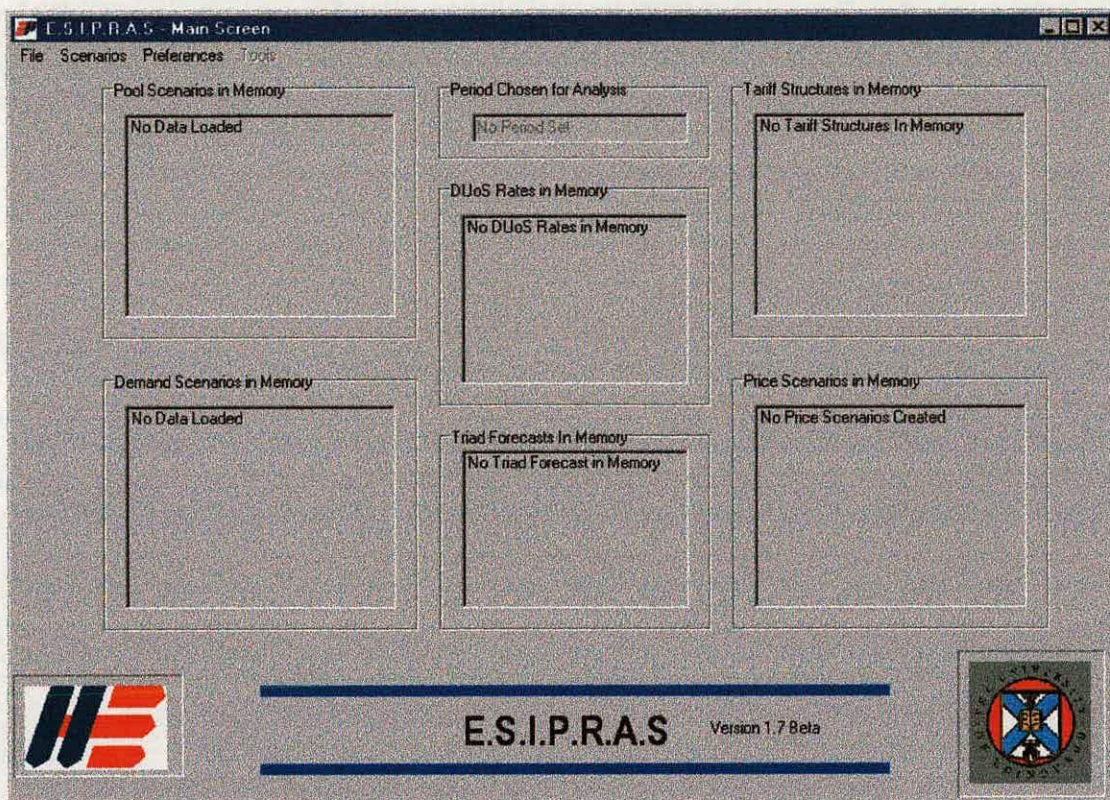 E.S.I.P.R.A.S - Main Screen
File Scenarios Preferences Tools
Pool Scenarios in Memory
No Data Loaded
Period Chosen for Analysis
No Period Set
Tariff Structures in Memory
No Tariff Structures In Memory
DUoS Rates in Memory
No DUoS Rates in Memory
Demand Scenarios in Memory
No Data Loaded
Triad Forecasts In Memory
No Triad Forecast in Memory
Price Scenarios in Memory
No Price Scenarios Created
E.S.I.P.R.A.S Version 1.7 Beta